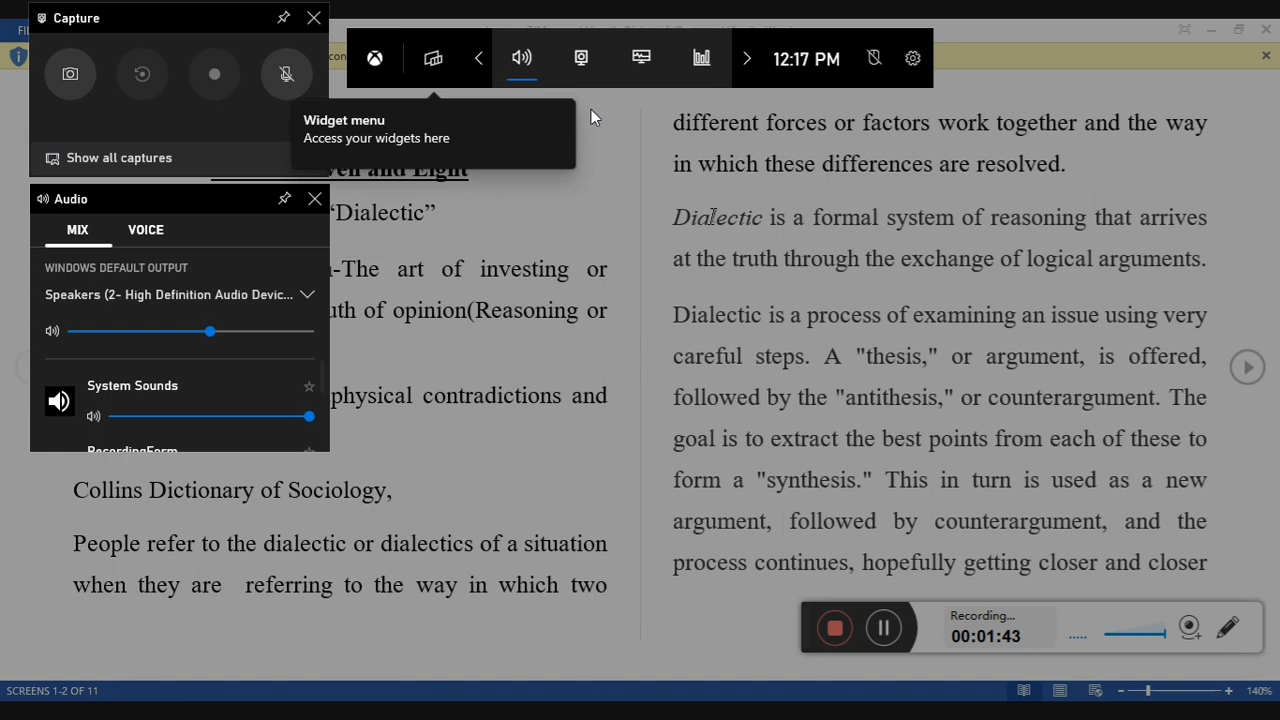 Capture
Show all captures
12:17 PM
Widget menu
Access your widgets here
Audio
MIX
VOICE
WINDOWS DEFAULT OUTPUT
Speakers (2- High Definition Audio Devic...
System Sounds
RecordingForm
and Eight
"Dialectic"
-The art of investing or
of opinion(Reasoning or
physical contradictions and
Collins Dictionary of Sociology,
People refer to the dialectic or dialectics of a situation
when they are referring to the way in which two
different forces or factors work together and the way
in which these differences are resolved.
Dialectic is a formal system of reasoning that arrives
at the truth through the exchange of logical arguments.
Dialectic is a process of examining an issue using very
careful steps. A "thesis," or argument, is offered,
followed by the "antithesis," or counterargument. The
goal is to extract the best points from each of these to
form a "synthesis." This in turn is used as a new
argument, followed by counterargument, and the
process continues, hopefully getting closer and closer
Recording...
00:01:43
SCREENS 1-2 OF 11
140%